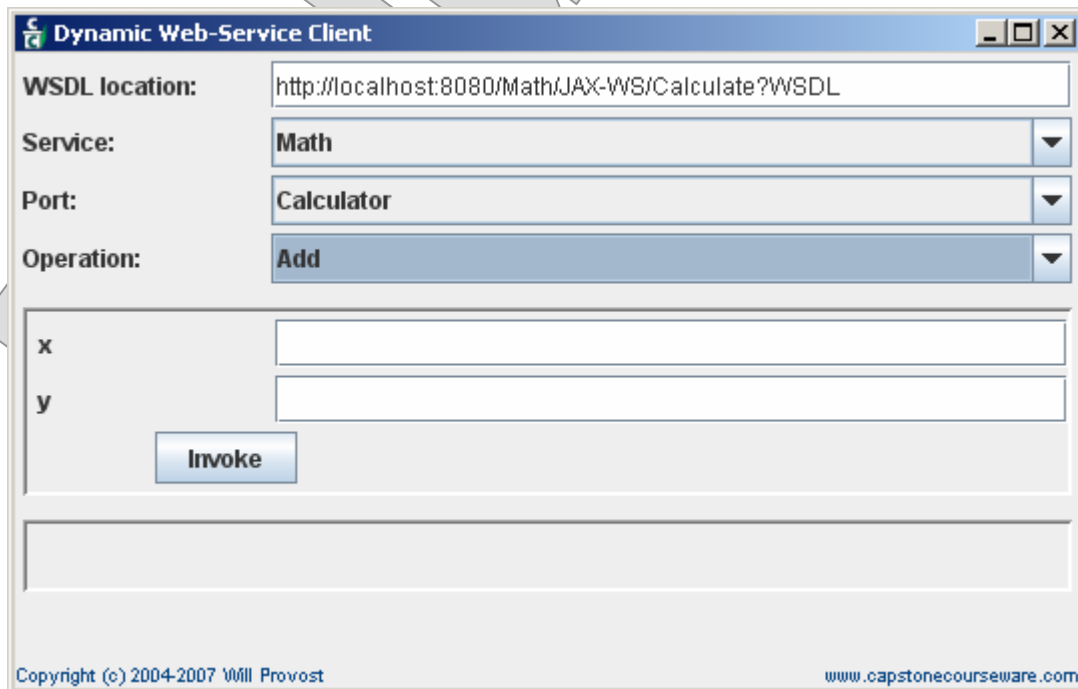 Dynamic Web-Service Client
WSDL location: http://localhost:8080/Math/JAX-WS/Calculate?WSDL
Service: Math
Port: Calculator
Operation: Add
x
y
Invoke
Copyright (c) 2004-2007 Will Provost www.capstonecourseware.com